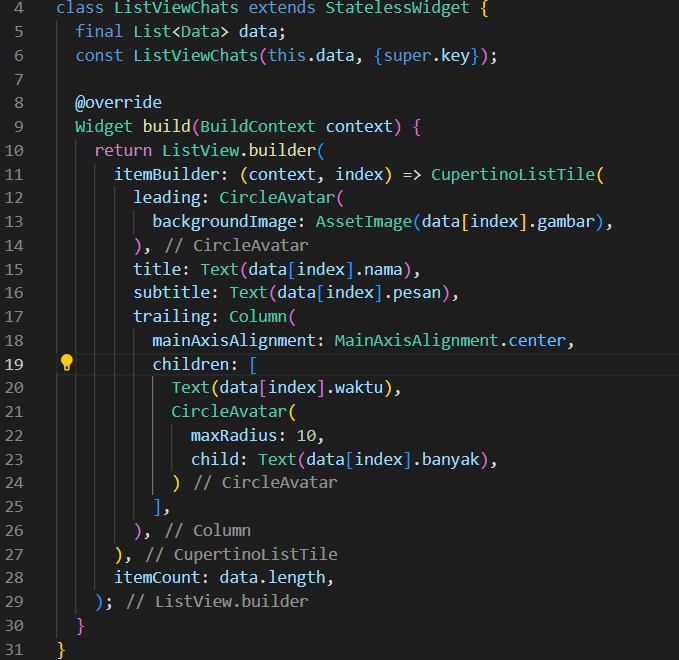 4 class ListViewChats extends StatelessWidget {
5 final List<Data> data;
6 const ListViewChats(this.data, {super.key});
7
8 @override
9 Widget build(BuildContext context) {
10 return ListView.builder(
11 itemBuilder: (context, index) => CupertinoListTile(
12 leading: CircleAvatar(
13 backgroundImage: AssetImage(data[index].gambar),
14 ), // CircleAvatar
15 title: Text(data[index].nama),
16 subtitle: Text(data[index].pesan),
17 trailing: Column(
18 mainAxisAlignment: MainAxisAlignment.center,
19 children: [
20 Text(data[index].waktu),
21 CircleAvatar(
22 maxRadius: 10,
23 child: Text(data[index].banyak),
24 ) // CircleAvatar
25 ],
26 ), // Column
27 ), // CupertinoListTile
28 itemCount: data.length,
29 ); // ListView.builder
30 }
31 }